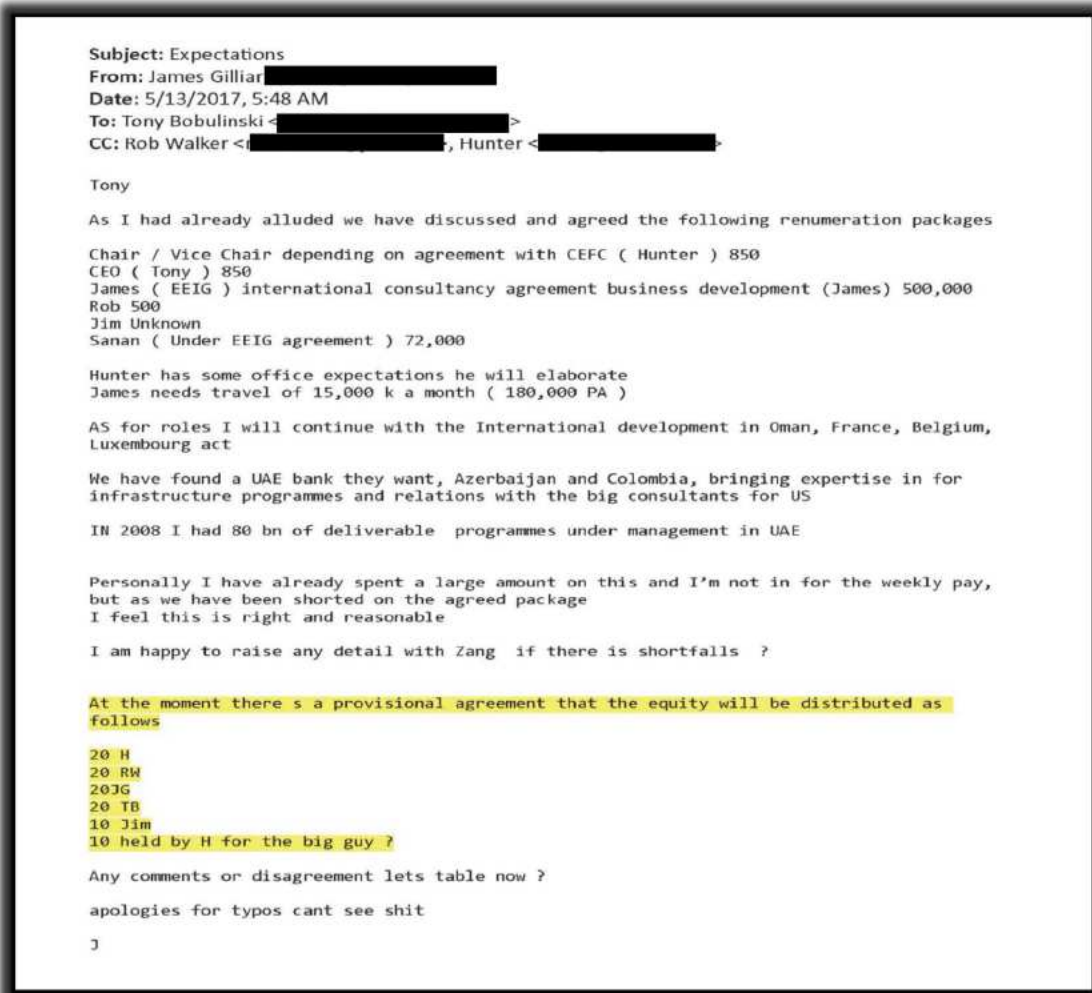 Subject: Expectations
From: James Gilliar
Date: 5/13/2017, 5:48 AM
To: Tony Bobulinski < >
CC: Rob Walker < , Hunter < >
Tony
As I had already alluded we have discussed and agreed the following renumeration packages
Chair / Vice Chair depending on agreement with CEFC ( Hunter ) 850
CEO ( Tony ) 850
James ( EEIG ) international consultancy agreement business development (James) 500,000
Rob 500
Jim Unknown
Sanan ( Under EEIG agreement ) 72,000
Hunter has some office expectations he will elaborate
James needs travel of 15,000 k a month ( 180,000 PA )
AS for roles I will continue with the International development in Oman, France, Belgium,
Luxembourg act
We have found a UAE bank they want, Azerbaijan and Colombia, bringing expertise in for
infrastructure programmes and relations with the big consultants for US
IN 2008 I had 80 bn of deliverable programmes under management in UAE
Personally I have already spent a large amount on this and I'm not in for the weekly pay,
but as we have been shorted on the agreed package
I feel this is right and reasonable
I am happy to raise any detail with Zang if there is shortfalls ?
At the moment there s a provisional agreement that the equity will be distributed as
follows
20 H
20 RW
20JG
20 TB
10 Jim
10 held by H for the big guy ?
Any comments or disagreement lets table now ?
apologies for typos cant see shit
J